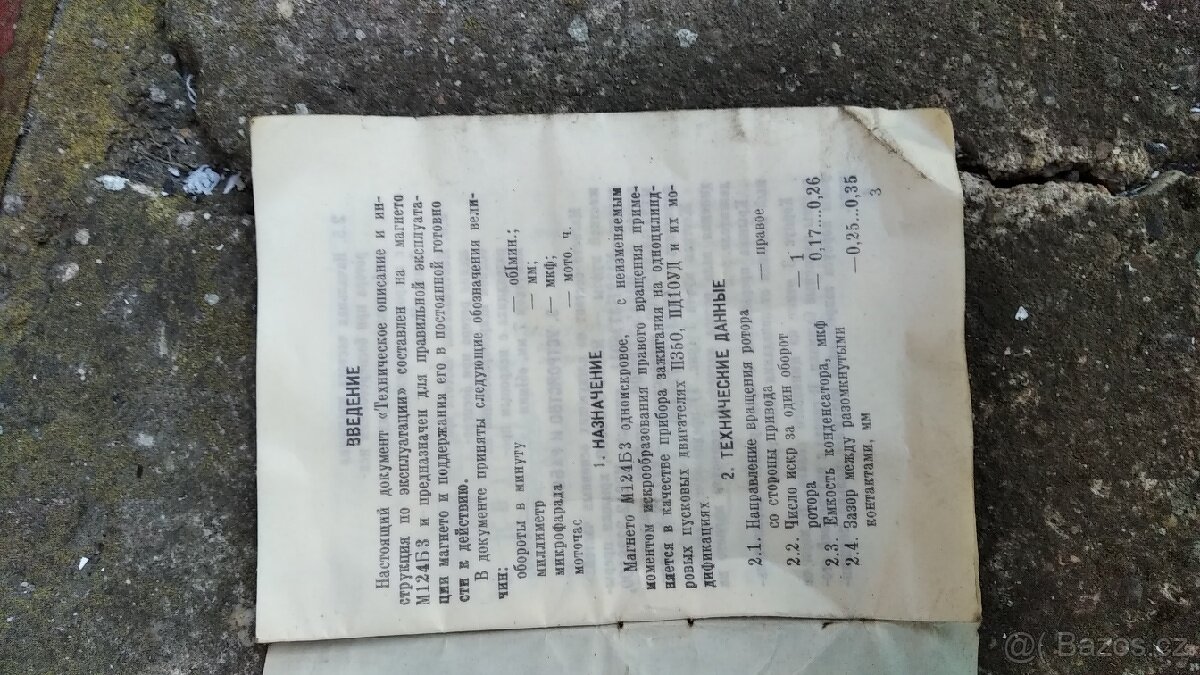 ВВЕДЕНИЕ
Настоящий документ «Техническое описание и ин-
струкция по эксплуатации» составлен на магнето
М124Б3 и предназначен для правильной эксплуата-
ции магнето и поддержания его в постоянной готовно
сти к действию.
В документе приняты следующие обозначения вели-
чин:
обороты в минуту — об/мин.;
миллиметр — мм;
микрофарада — мкф;
моточас — мото. ч.
1. НАЗНАЧЕНИЕ
Магнето М124Б3 одноискровое, с неизменяемым
моментом искрообразования правого вращения приме-
няется в качестве прибора зажигания на одноцилинд-
ровых пусковых двигателях П350, ПД10УД и их мо-
дификациях
2. ТЕХНИЧЕСКИЕ ДАННЫЕ
2.1. Направление вращения ротора
со стороны привода — правое
2.2. Число искр за один оборот
ротора — 1
2.3. Емкость конденсатора, мкф — 0,17....0,26
2.4. Зазор между разомкнутыми
контактами, мм —0,25...0,35
3
@( Bazos.cz